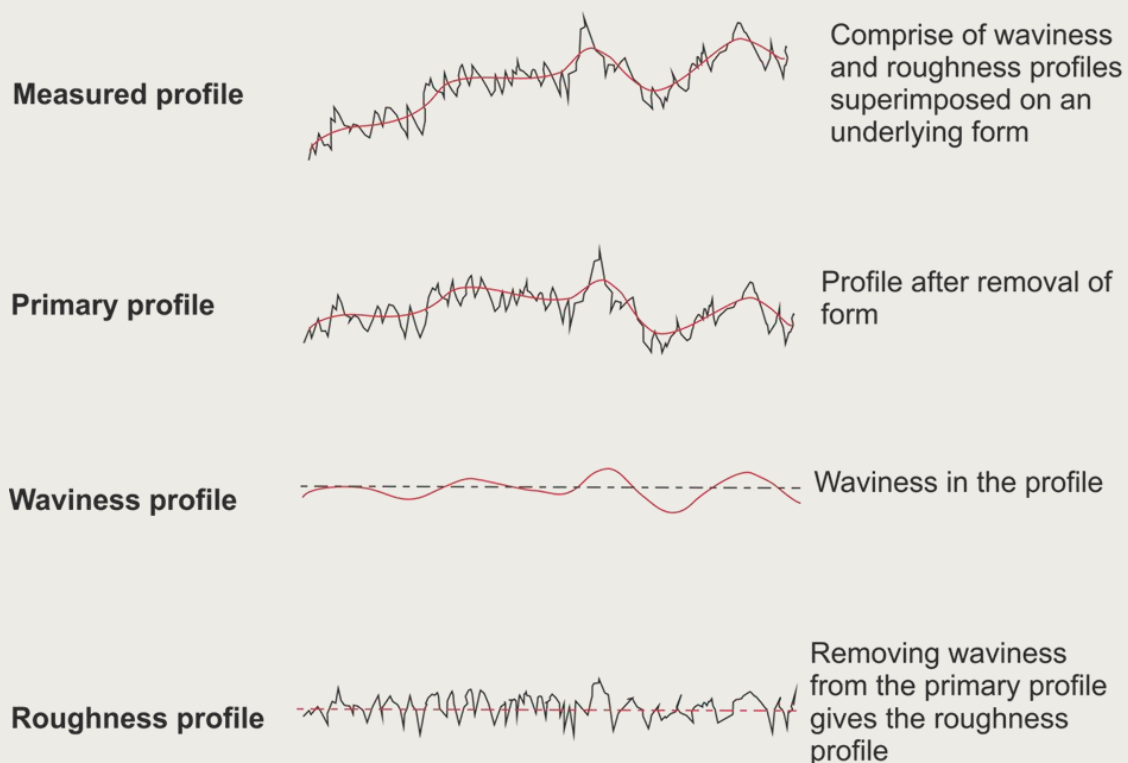 Measured profile
Comprise of waviness
and roughness profiles
superimposed on an
underlying form
Primary profile
Profile after removal of
form
Waviness profile
Waviness in the profile
Roughness profile
Removing waviness
from the primary profile
gives the roughness
profile